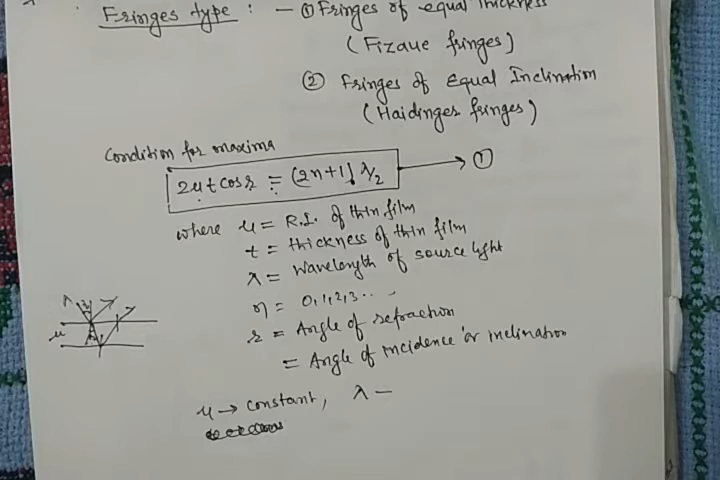 Fringes type : — ① Fringes of equal thickness
(Fizaue fringes)
② Fringes of Equal Inclination
(Haidinger fringes)
Condition for maxima
2μt cos r = (2n+1) λ/2 → ①
where μ = R.I. of thin film
t = thickness of thin film
λ = Wavelength of source light
n = 0,1,2,3...
r = Angle of refraction
= Angle of incidence or inclination
μ
μ → constant, λ —